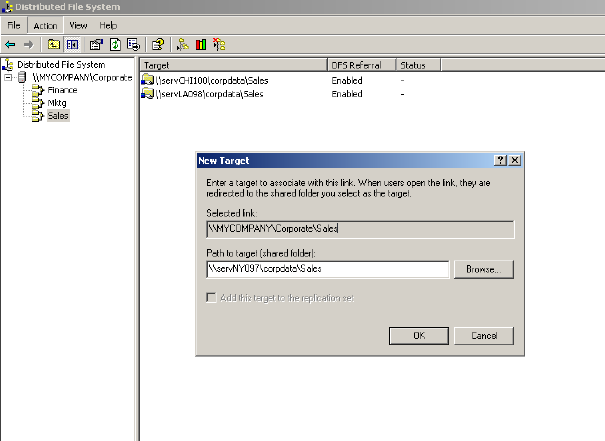 Distributed File System
File Action View Help
Distributed File System
\\MYCOMPANY\Corporate
Finance
Mktg
Sales
Target DFS Referral Status
\\servCHI100\corpdata\Sales Enabled -
\\servLA098\corpdata\Sales Enabled -
New Target
Enter a target to associate with this link. When users open the link, they are
redirected to the shared folder you select as the target.
Selected link:
\\MYCOMPANY\Corporate\Sales
Path to target (shared folder):
\\servNY097\corpdata\Sales
Browse...
Add this target to the replication set
OK Cancel